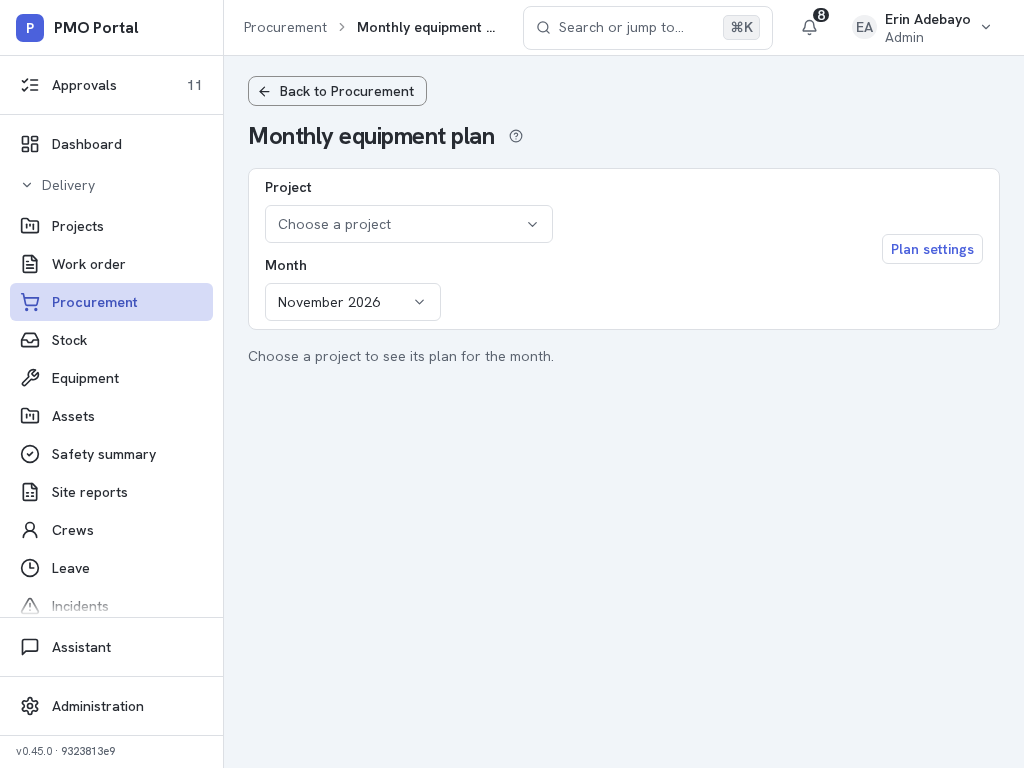 P PMO Portal
Procurement > Monthly equipment ...
Search or jump to... ⌘K
8
EA Erin Adebayo
Admin
Approvals 11
Dashboard
Delivery
Projects
Work order
Procurement
Stock
Equipment
Assets
Safety summary
Site reports
Crews
Leave
Incidents
Assistant
Administration
v0.45.0 · 9323813e9
Back to Procurement
Monthly equipment plan
Project
Choose a project
Plan settings
Month
November 2026
Choose a project to see its plan for the month.